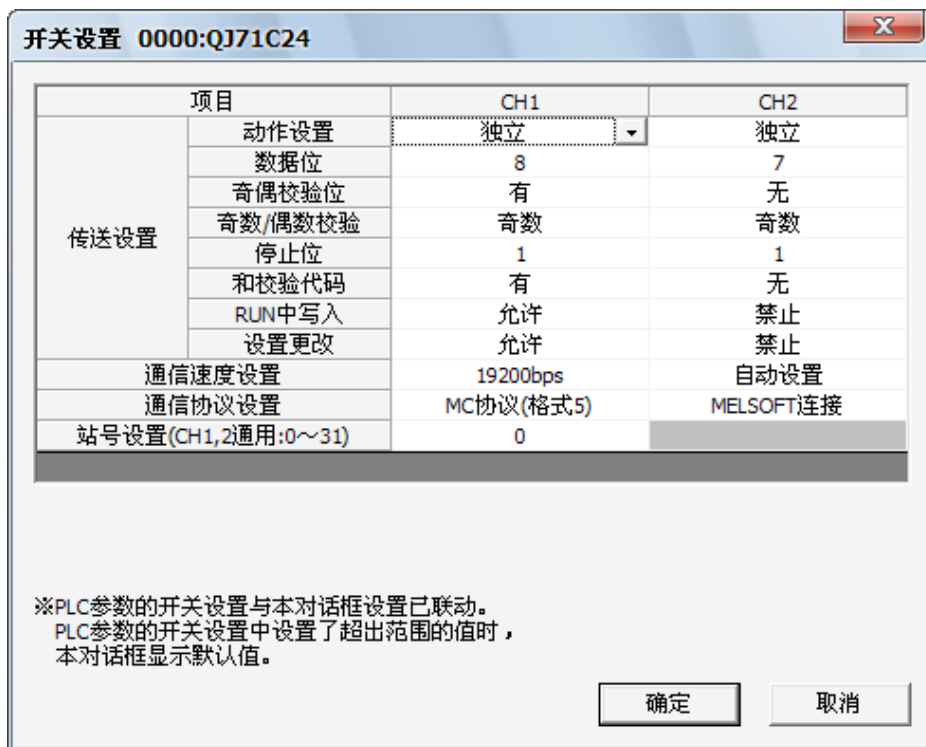 开关设置 0000:QJ71C24
项目 CH1 CH2
传送设置 动作设置 独立 独立
数据位 8 7
奇偶校验位 有 无
奇数/偶数校验 奇数 奇数
停止位 1 1
和校验代码 有 无
RUN中写入 允许 禁止
设置更改 允许 禁止
通信速度设置 19200bps 自动设置
通信协议设置 MC协议(格式5) MELSOFT连接
站号设置(CH1,2通用:0～31) 0
※PLC参数的开关设置与本对话框设置已联动。
PLC参数的开关设置中设置了超出范围的值时，
本对话框显示默认值。
确定 取消